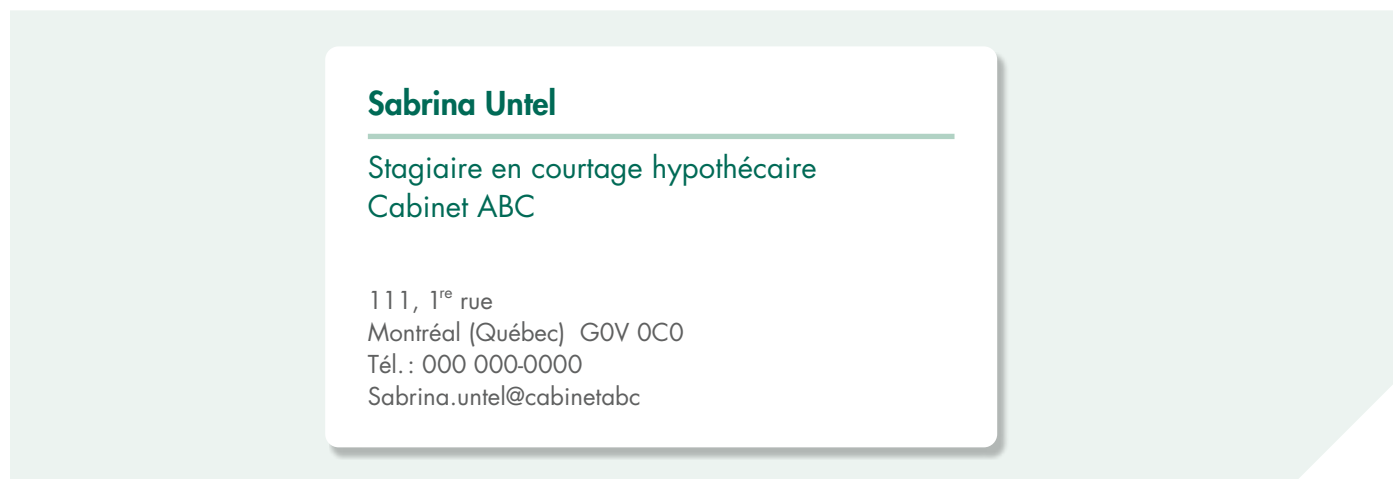 Sabrina Untel
Stagiaire en courtage hypothécaire
Cabinet ABC
111, 1re rue
Montréal (Québec) G0V 0C0
Tél. : 000 000-0000
Sabrina.untel@cabinetabc